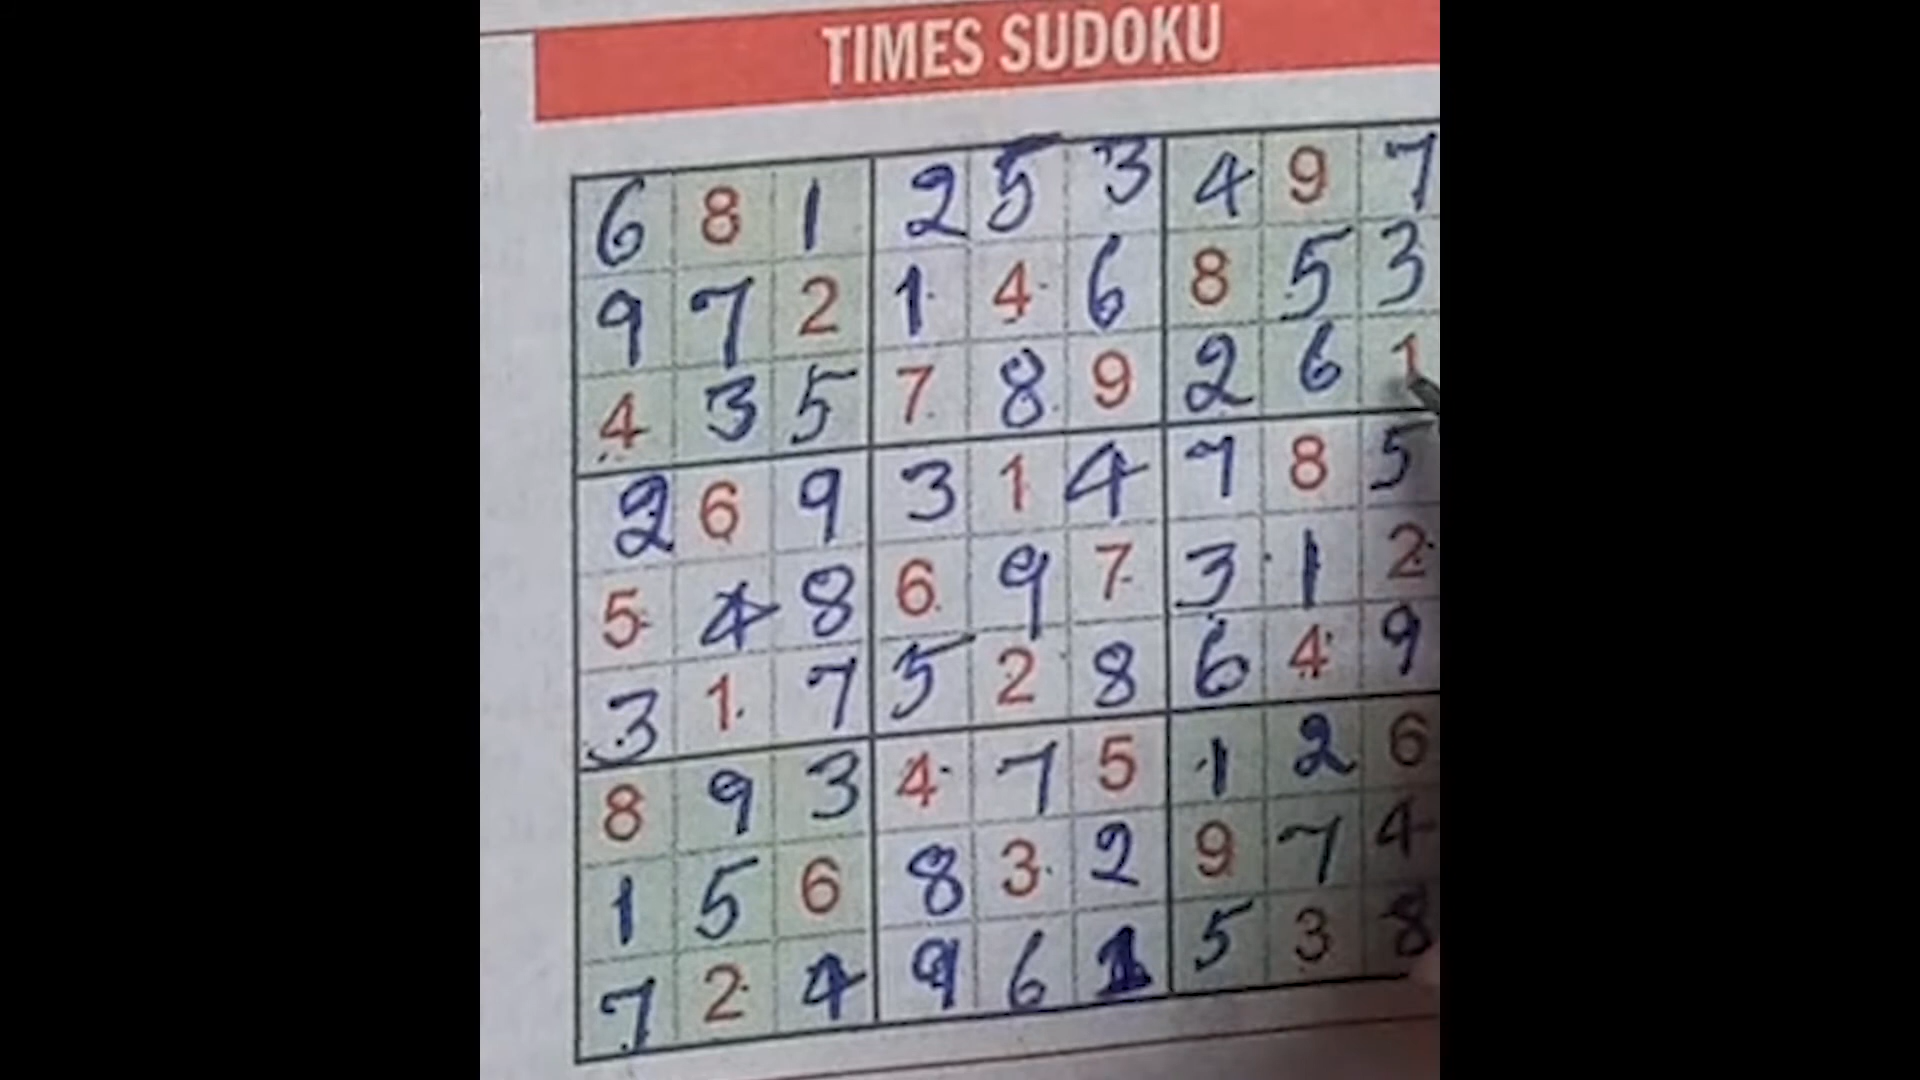 TIMES SUDOKU
6 8 1 2 5 3 4 9 7
9 7 2 1 4 6 8 5 3
4 3 5 7 8 9 2 6 1
2 6 9 3 1 4 7 8 5
5 4 8 6 9 7 3 1 2
3 1 7 5 2 8 6 4 9
8 9 3 4 7 5 1 2 6
1 5 6 8 3 2 9 7 4
7 2 4 9 6 1 5 3 8